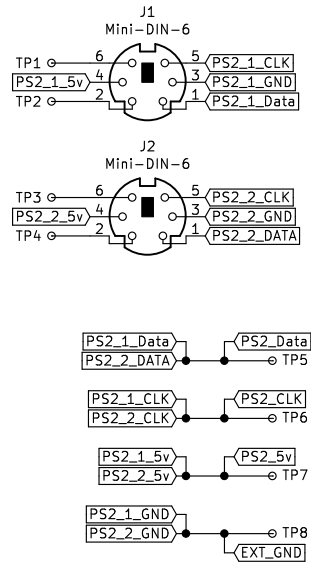 J1
Mini-DIN-6
TP1 6 5 PS2_1_CLK
PS2_1_5v 4 3 PS2_1_GND
TP2 2 1 PS2_1_Data
J2
Mini-DIN-6
TP3 6 5 PS2_2_CLK
PS2_2_5v 4 3 PS2_2_GND
TP4 2 1 PS2_2_DATA
PS2_1_Data PS2_Data
PS2_2_DATA TP5
PS2_1_CLK PS2_CLK
PS2_2_CLK TP6
PS2_1_5v PS2_5v
PS2_2_5v TP7
PS2_1_GND
PS2_2_GND TP8
EXT_GND